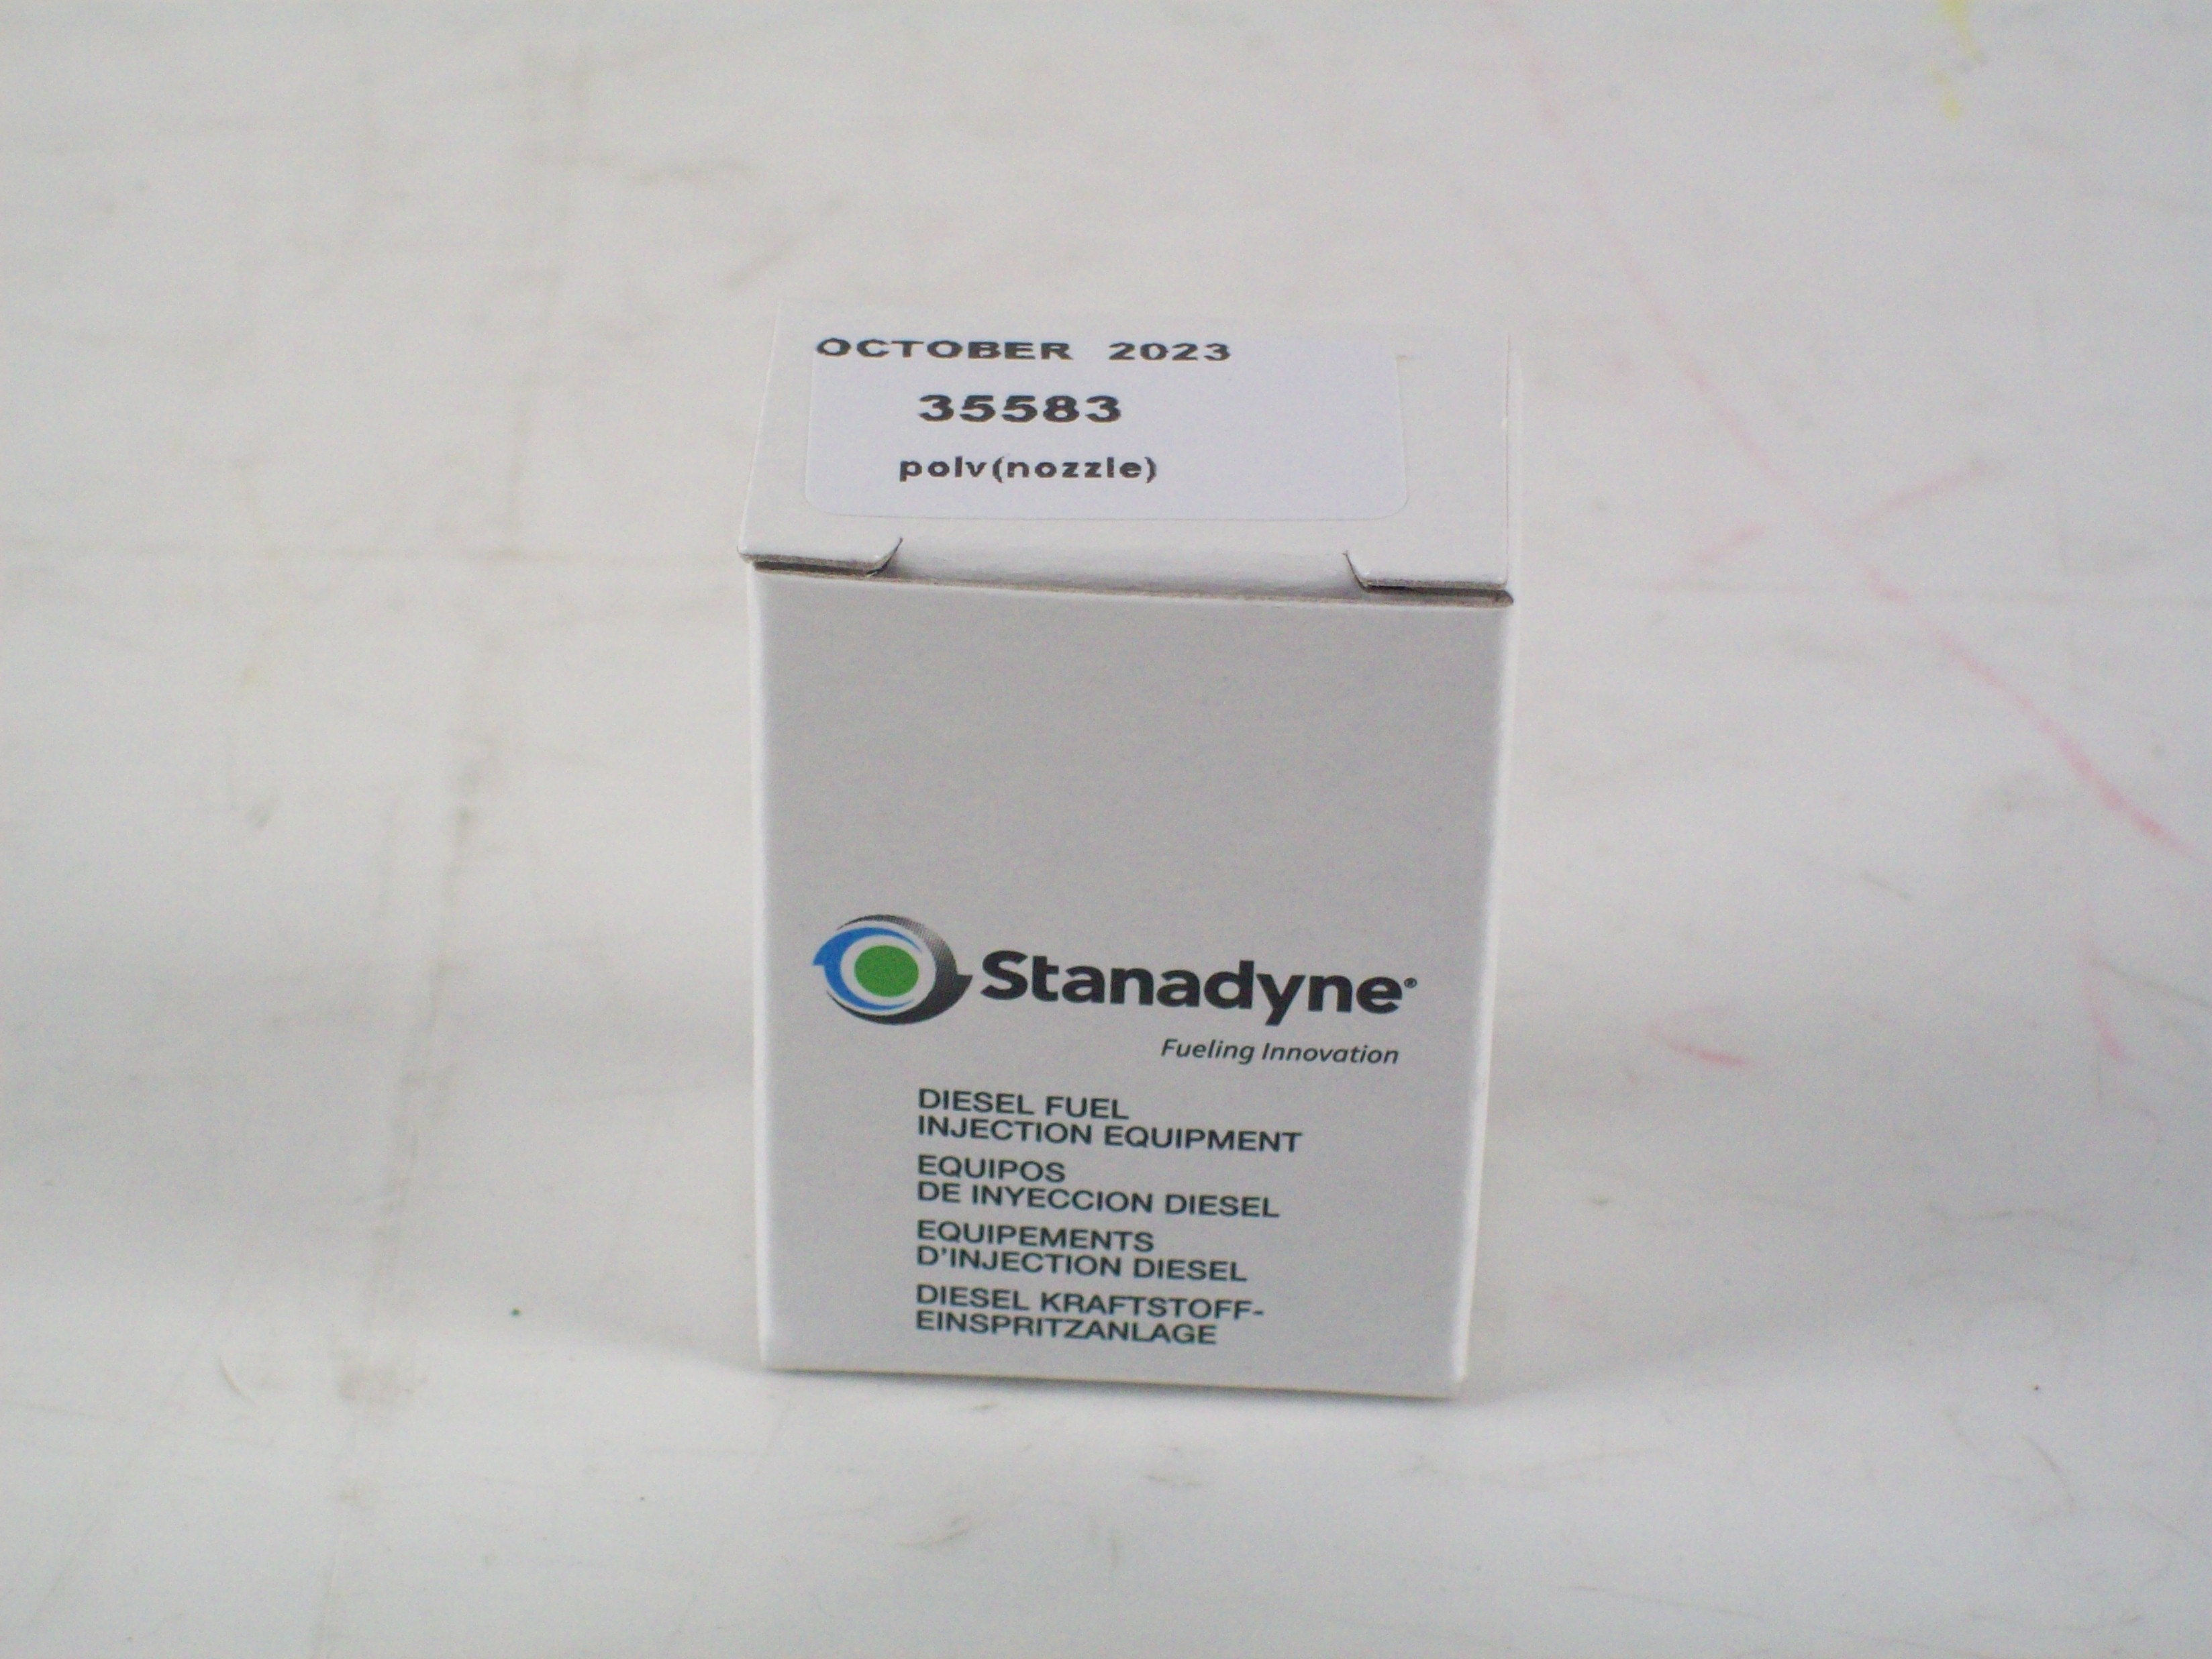 OCTOBER 2023
35583
polv(nozzle)
Stanadyne®
Fueling Innovation
DIESEL FUEL
INJECTION EQUIPMENT
EQUIPOS
DE INYECCION DIESEL
EQUIPEMENTS
D'INJECTION DIESEL
DIESEL KRAFTSTOFF-
EINSPRITZANLAGE